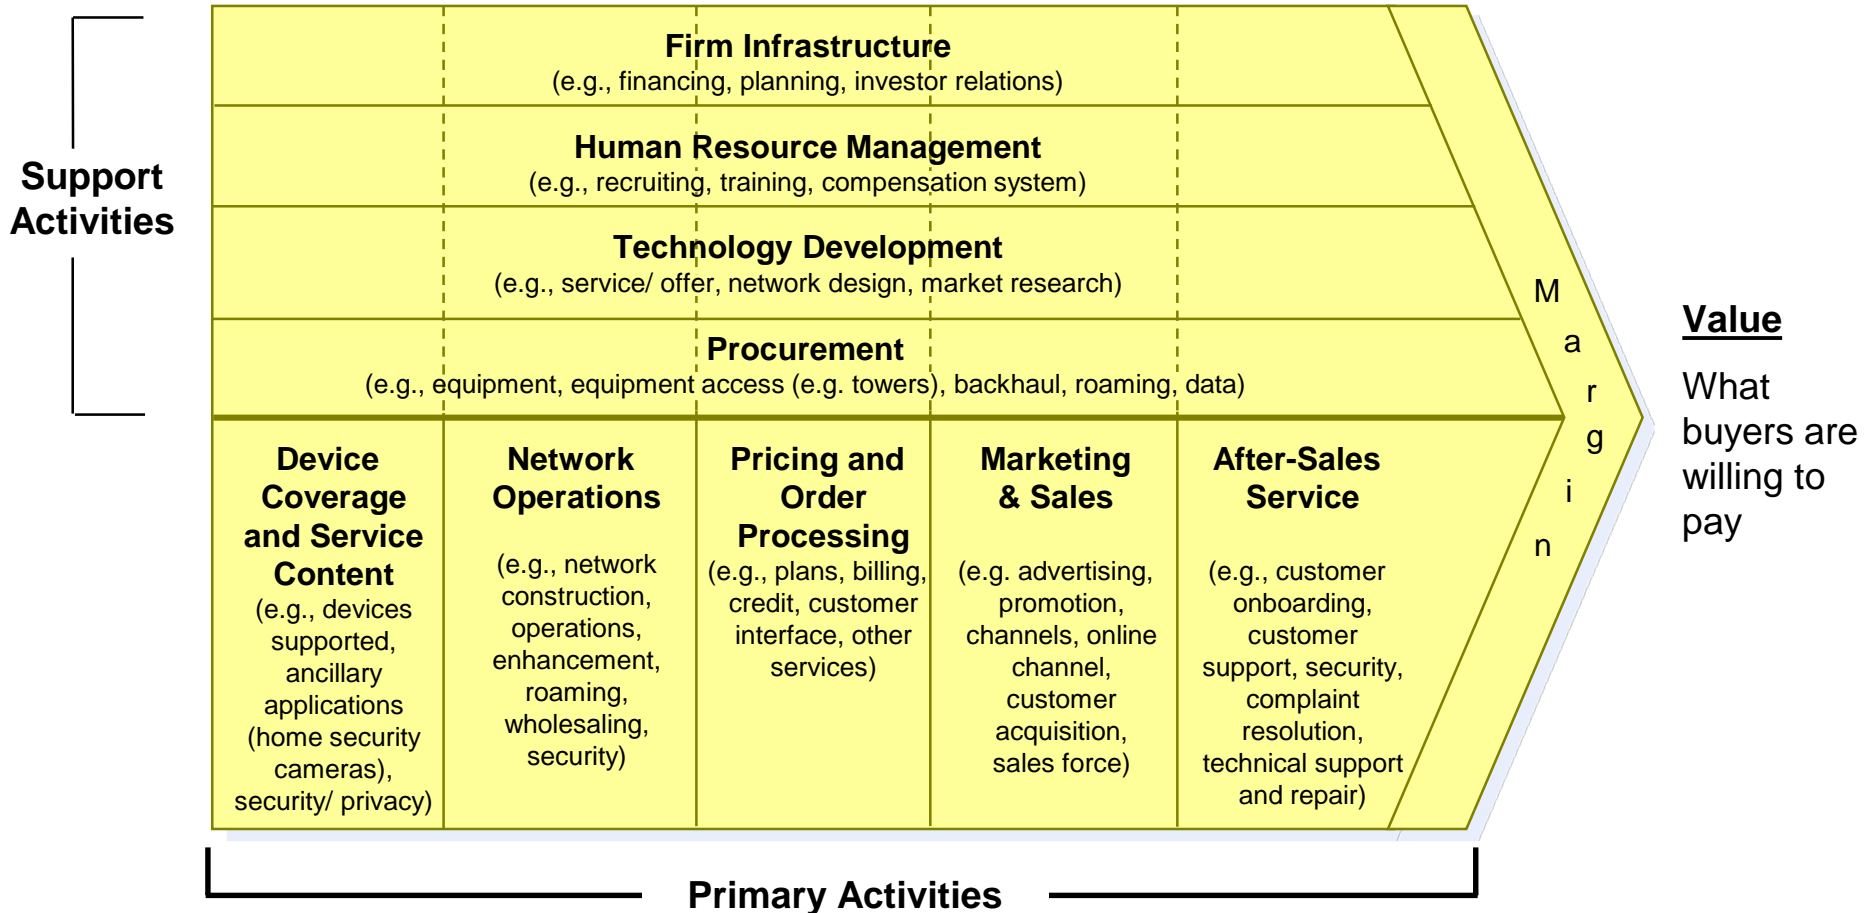 Support
Activities
Firm Infrastructure
(e.g., financing, planning, investor relations)
Human Resource Management
(e.g., recruiting, training, compensation system)
Technology Development
(e.g., service/ offer, network design, market research)
Procurement
(e.g., equipment, equipment access (e.g. towers), backhaul, roaming, data)
Device
Coverage
and Service
Content
(e.g., devices
supported,
ancillary
applications
(home security
cameras),
security/ privacy)
Network
Operations
(e.g., network
construction,
operations,
enhancement,
roaming,
wholesaling,
security)
Pricing and
Order
Processing
(e.g., plans, billing,
credit, customer
interface, other
services)
Marketing
& Sales
(e.g. advertising,
promotion,
channels, online
channel,
customer
acquisition,
sales force)
After-Sales
Service
(e.g., customer
onboarding,
customer
support, security,
complaint
resolution,
technical support
and repair)
Margin
Value
What
buyers are
willing to
pay
Primary Activities